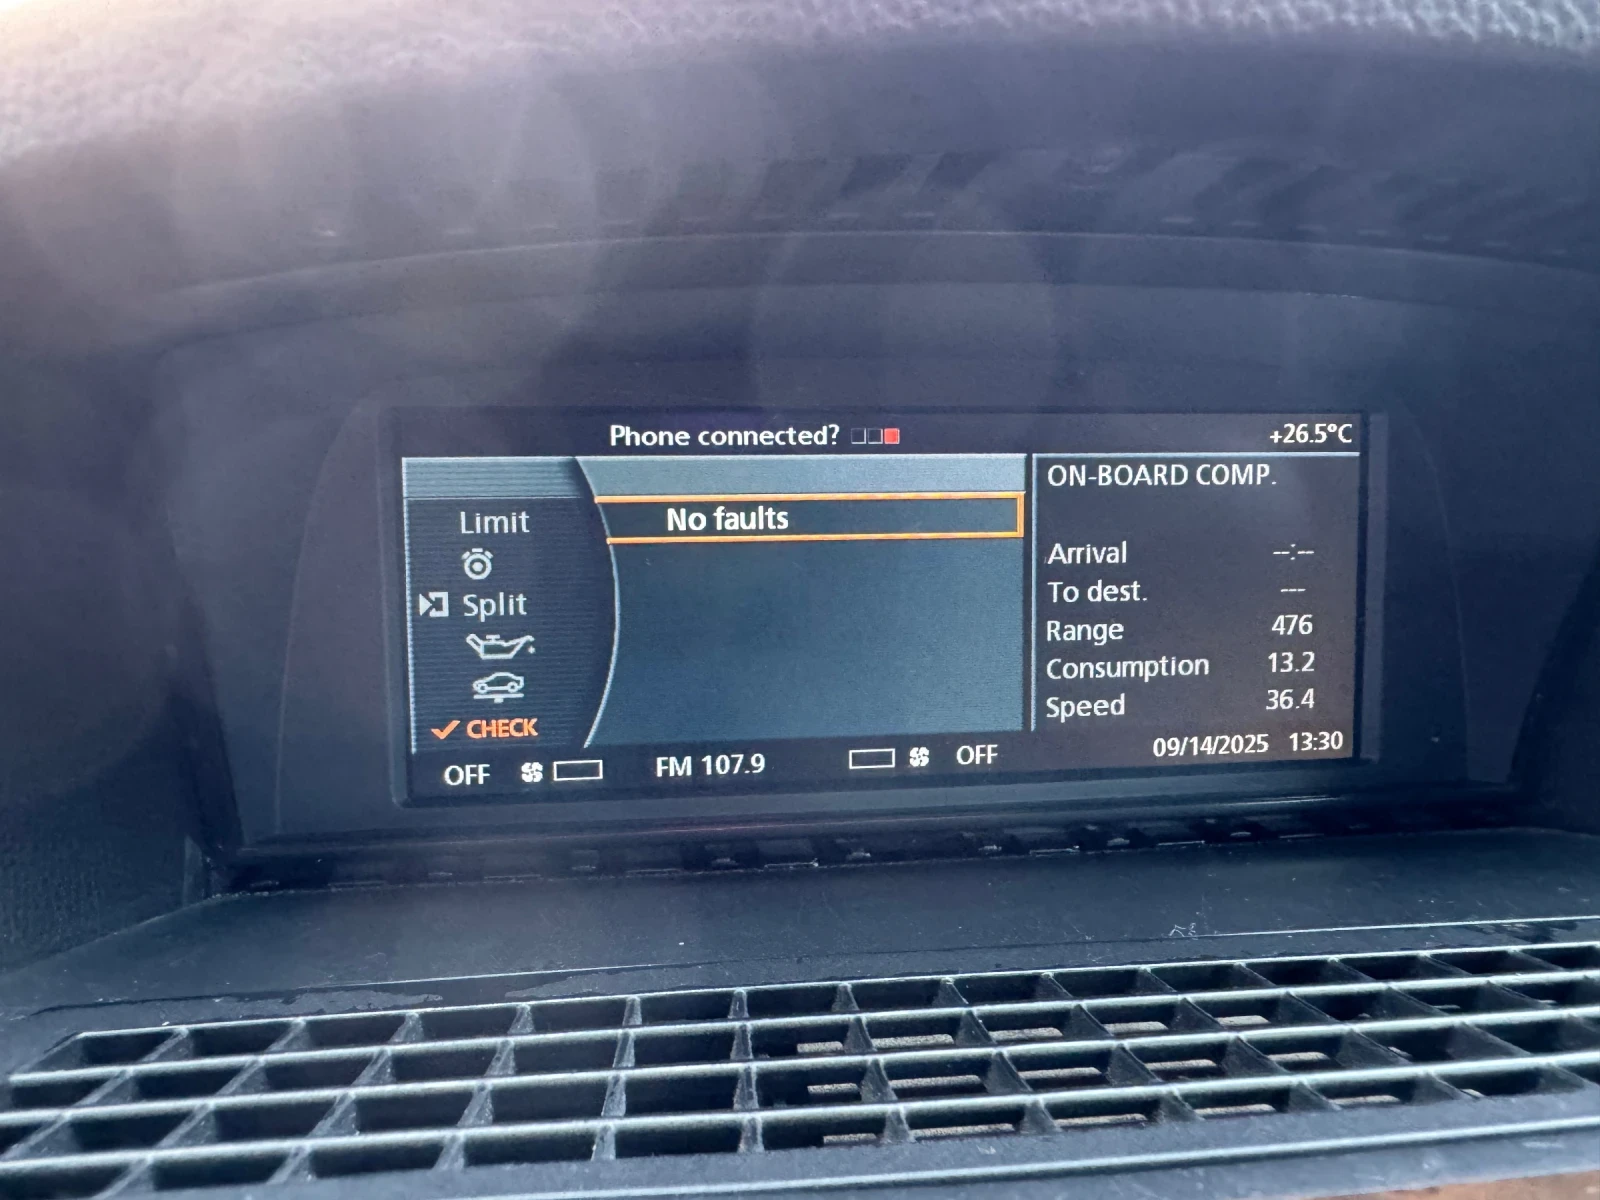 Phone connected?
+26.5°C
Limit
Split
CHECK
No faults
ON-BOARD COMP.
Arrival --:--
To dest. ---
Range 476
Consumption 13.2
Speed 36.4
OFF
FM 107.9
OFF
09/14/2025 13:30